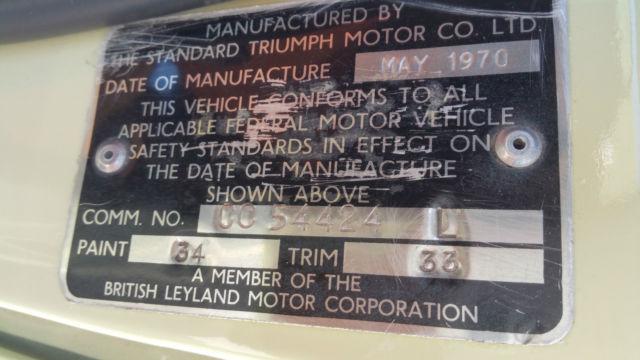 MANUFACTURED BY
THE STANDARD TRIUMPH MOTOR CO. LTD
DATE OF MANUFACTURE MAY 1970
THIS VEHICLE CONFORMS TO ALL
APPLICABLE FEDERAL MOTOR VEHICLE
SAFETY STANDARDS IN EFFECT ON
THE DATE OF MANUFACTURE
SHOWN ABOVE
COMM. NO. CC 54424 L
PAINT 34 TRIM 33
A MEMBER OF THE
BRITISH LEYLAND MOTOR CORPORATION